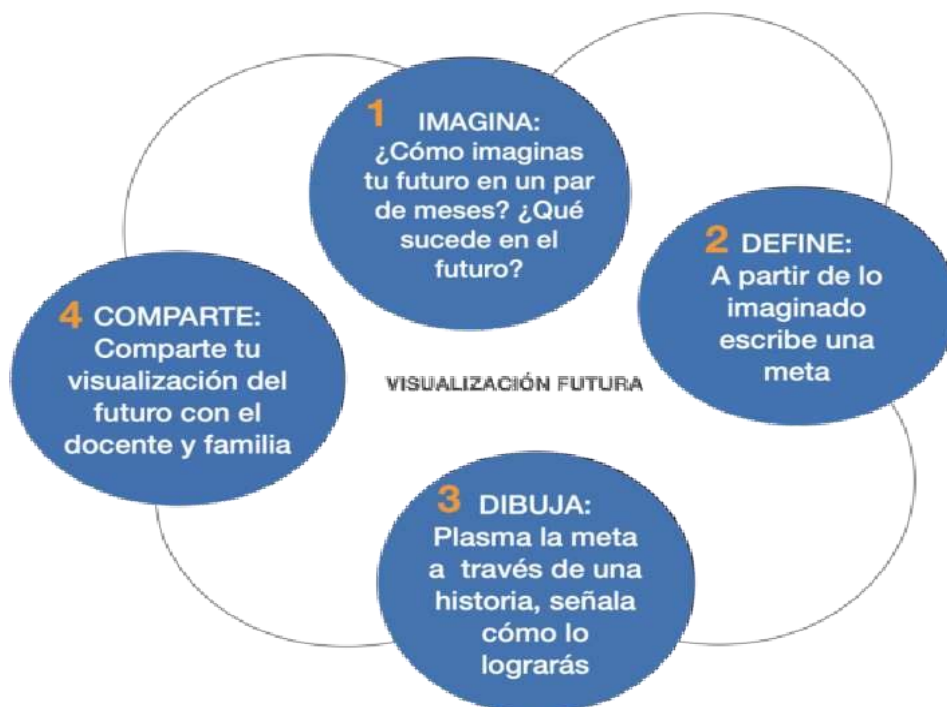 1 IMAGINA:
¿Cómo imaginas
tu futuro en un par
de meses? ¿Qué
sucede en el
futuro?
2 DEFINE:
A partir de lo
imaginado
escribe una
meta
3 DIBUJA:
Plasma la meta
a través de una
historia, señala
cómo lo
lograrás
4 COMPARTE:
Comparte tu
visualización del
futuro con el
docente y familia
VISUALIZACIÓN FUTURA